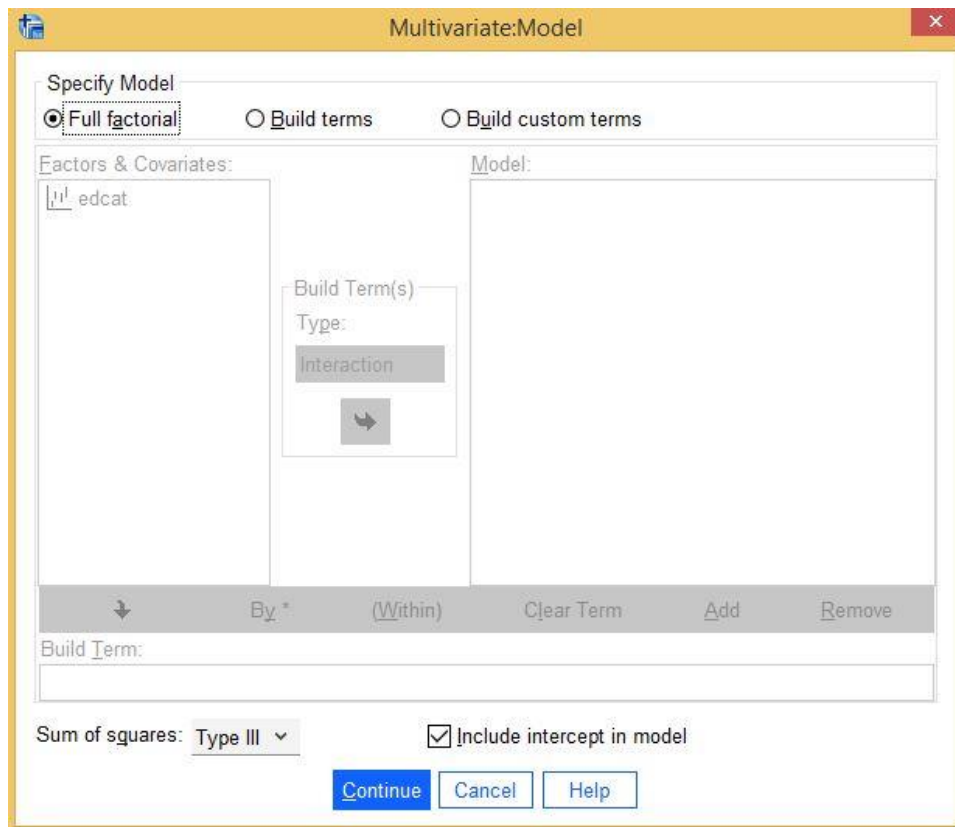 Multivariate:Model
Specify Model
Full factorial Build terms Build custom terms
Factors & Covariates: Model:
edcat
Build Term(s)
Type:
Interaction
By * (Within) Clear Term Add Remove
Build Term:
Sum of squares: Type III Include intercept in model
Continue Cancel Help